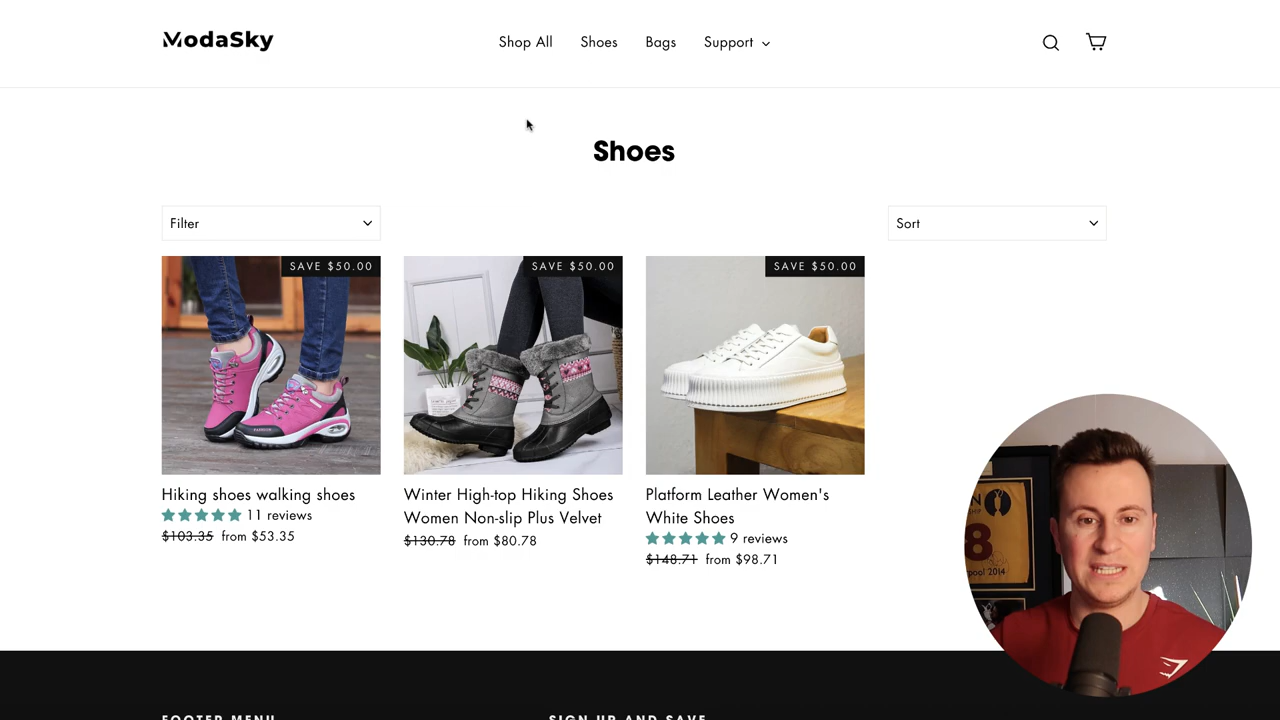 ModaSky
Shop All
Shoes
Bags
Support
Shoes
Filter
Sort
SAVE $50.00
SAVE $50.00
SAVE $50.00
Hiking shoes walking shoes
11 reviews
$103.35 from $53.35
Winter High-top Hiking Shoes
Women Non-slip Plus Velvet
$130.78 from $80.78
Platform Leather Women's
White Shoes
9 reviews
$148.71 from $98.71
8
pool 2014
FOOTER MENU
SIGN UP AND SAVE